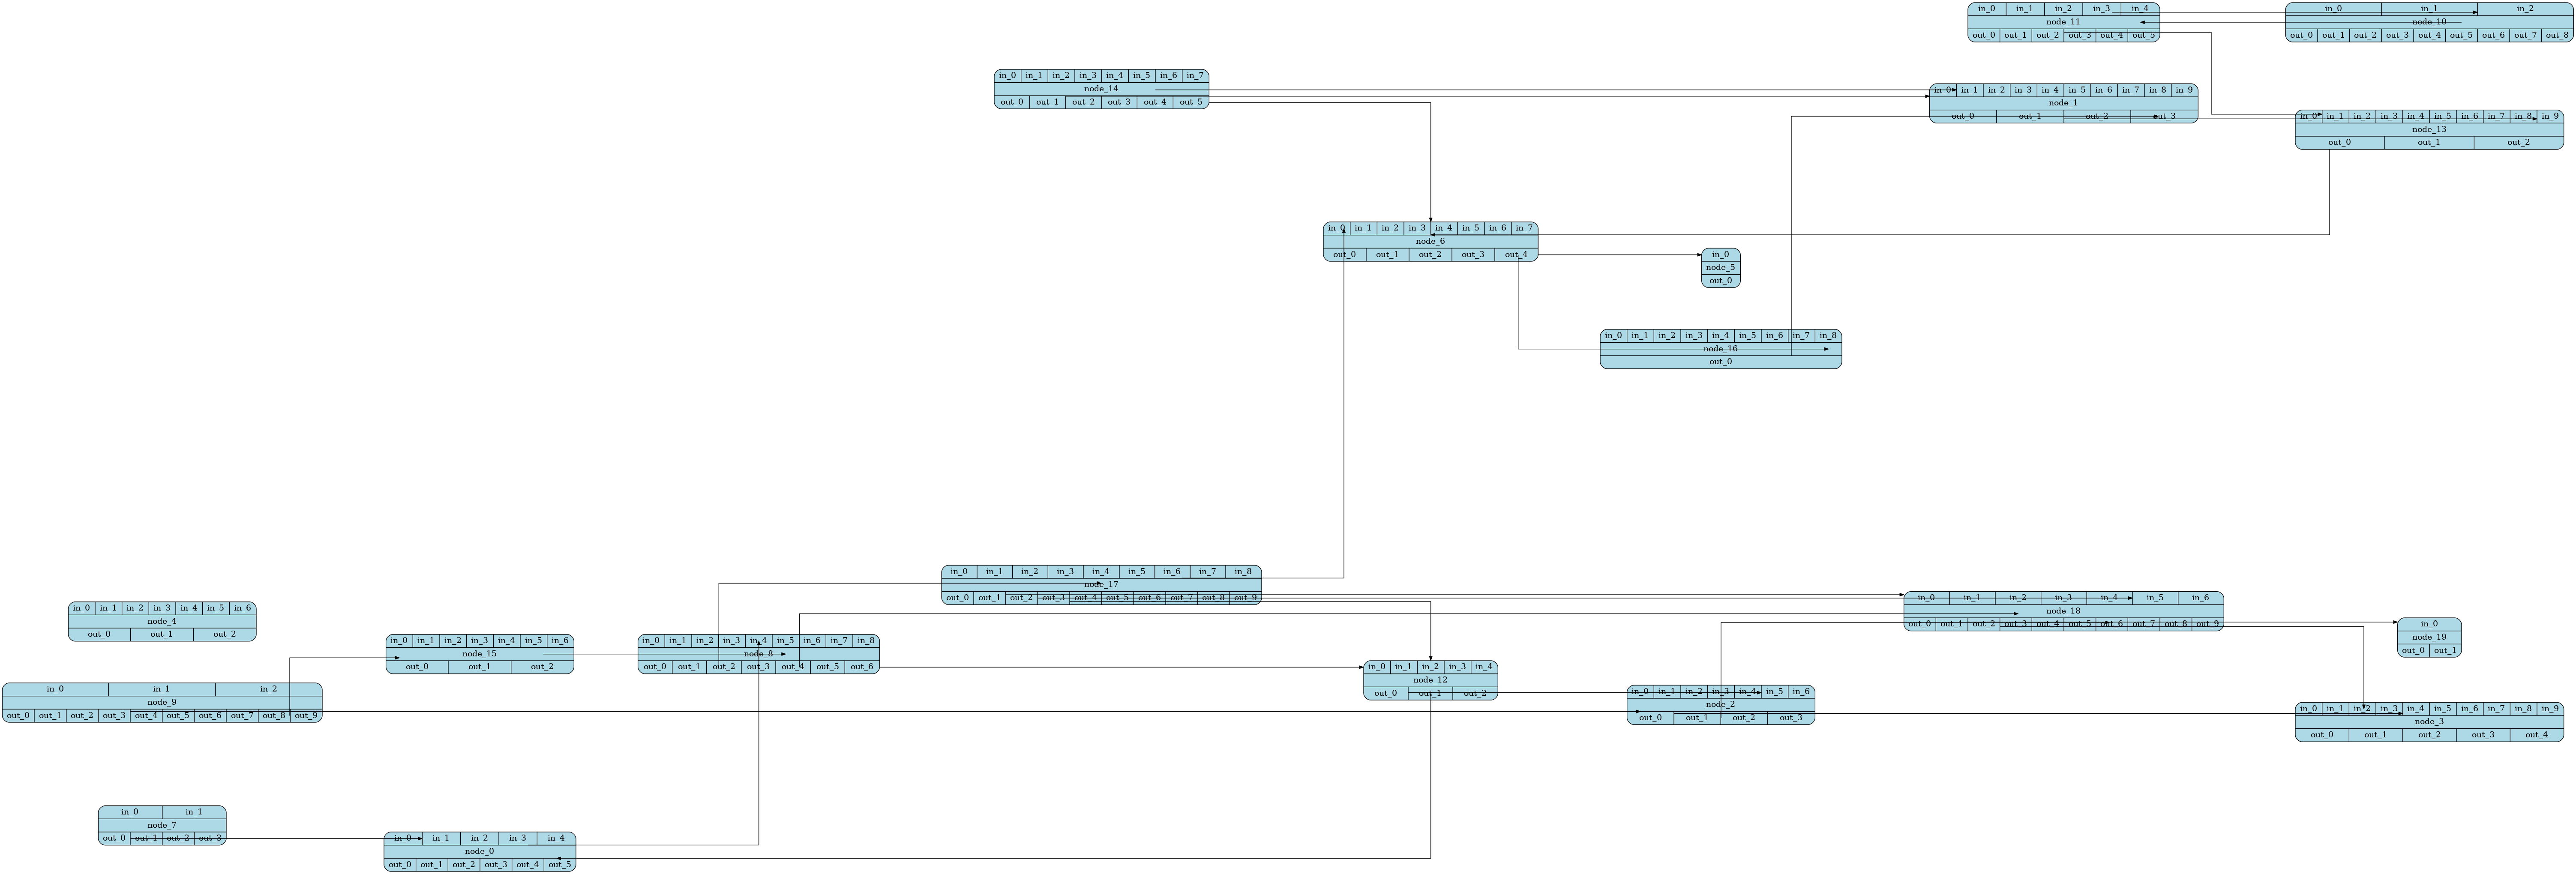 in_0 in_1 in_2 in_3 in_4
node_11
out_0 out_1 out_2 out_3 out_4 out_5
in_0 in_1 in_2
node_10
out_0 out_1 out_2 out_3 out_4 out_5 out_6 out_7 out_8
in_0 in_1 in_2 in_3 in_4 in_5 in_6 in_7
node_14
out_0 out_1 out_2 out_3 out_4 out_5
in_0 in_1 in_2 in_3 in_4 in_5 in_6 in_7 in_8 in_9
node_1
out_0 out_1 out_2 out_3
in_0 in_1 in_2 in_3 in_4 in_5 in_6 in_7 in_8 in_9
node_13
out_0 out_1 out_2
in_0 in_1 in_2 in_3 in_4 in_5 in_6 in_7
node_6
out_0 out_1 out_2 out_3 out_4
in_0
node_5
out_0
in_0 in_1 in_2 in_3 in_4 in_5 in_6 in_7 in_8
node_16
out_0
in_0 in_1 in_2 in_3 in_4 in_5 in_6 in_7 in_8
node_17
out_0 out_1 out_2 out_3 out_4 out_5 out_6 out_7 out_8 out_9
in_0 in_1 in_2 in_3 in_4 in_5 in_6
node_18
out_0 out_1 out_2 out_3 out_4 out_5 out_6 out_7 out_8 out_9
in_0 in_1 in_2 in_3 in_4 in_5 in_6
node_4
out_0 out_1 out_2
in_0
node_19
out_0 out_1
in_0 in_1 in_2 in_3 in_4 in_5 in_6
node_15
out_0 out_1 out_2
in_0 in_1 in_2 in_3 in_4 in_5 in_6 in_7 in_8
node_8
out_0 out_1 out_2 out_3 out_4 out_5 out_6
in_0 in_1 in_2 in_3 in_4
node_12
out_0 out_1 out_2
in_0 in_1 in_2
node_9
out_0 out_1 out_2 out_3 out_4 out_5 out_6 out_7 out_8 out_9
in_0 in_1 in_2 in_3 in_4 in_5 in_6
node_2
out_0 out_1 out_2 out_3
in_0 in_1 in_2 in_3 in_4 in_5 in_6 in_7 in_8 in_9
node_3
out_0 out_1 out_2 out_3 out_4
in_0 in_1
node_7
out_0 out_1 out_2 out_3
in_0 in_1 in_2 in_3 in_4
node_0
out_0 out_1 out_2 out_3 out_4 out_5